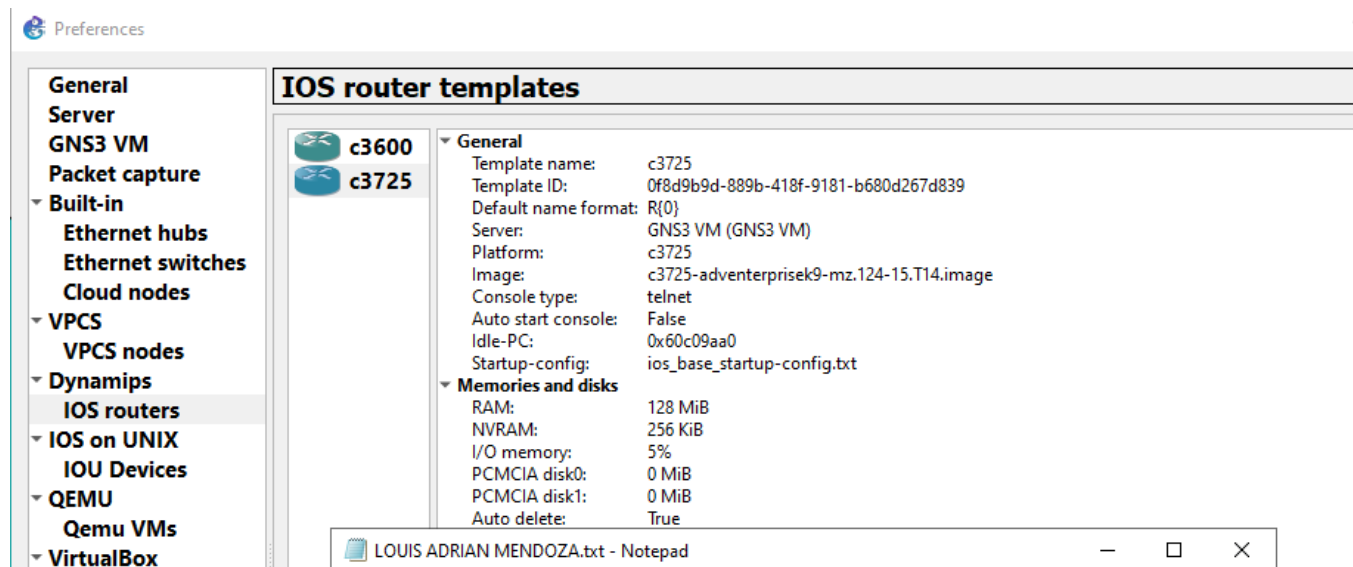 Preferences
General
Server
GNS3 VM
Packet capture
Built-in
Ethernet hubs
Ethernet switches
Cloud nodes
VPCS
VPCS nodes
Dynamips
IOS routers
IOS on UNIX
IOU Devices
QEMU
Qemu VMs
VirtualBox
IOS router templates
c3600
c3725
General
Template name: c3725
Template ID: 0f8d9b9d-889b-418f-9181-b680d267d839
Default name format: R{0}
Server: GNS3 VM (GNS3 VM)
Platform: c3725
Image: c3725-adventerprisek9-mz.124-15.T14.image
Console type: telnet
Auto start console: False
Idle-PC: 0x60c09aa0
Startup-config: ios_base_startup-config.txt
Memories and disks
RAM: 128 MiB
NVRAM: 256 KiB
I/O memory: 5%
PCMCIA disk0: 0 MiB
PCMCIA disk1: 0 MiB
Auto delete: True
LOUIS ADRIAN MENDOZA.txt - Notepad